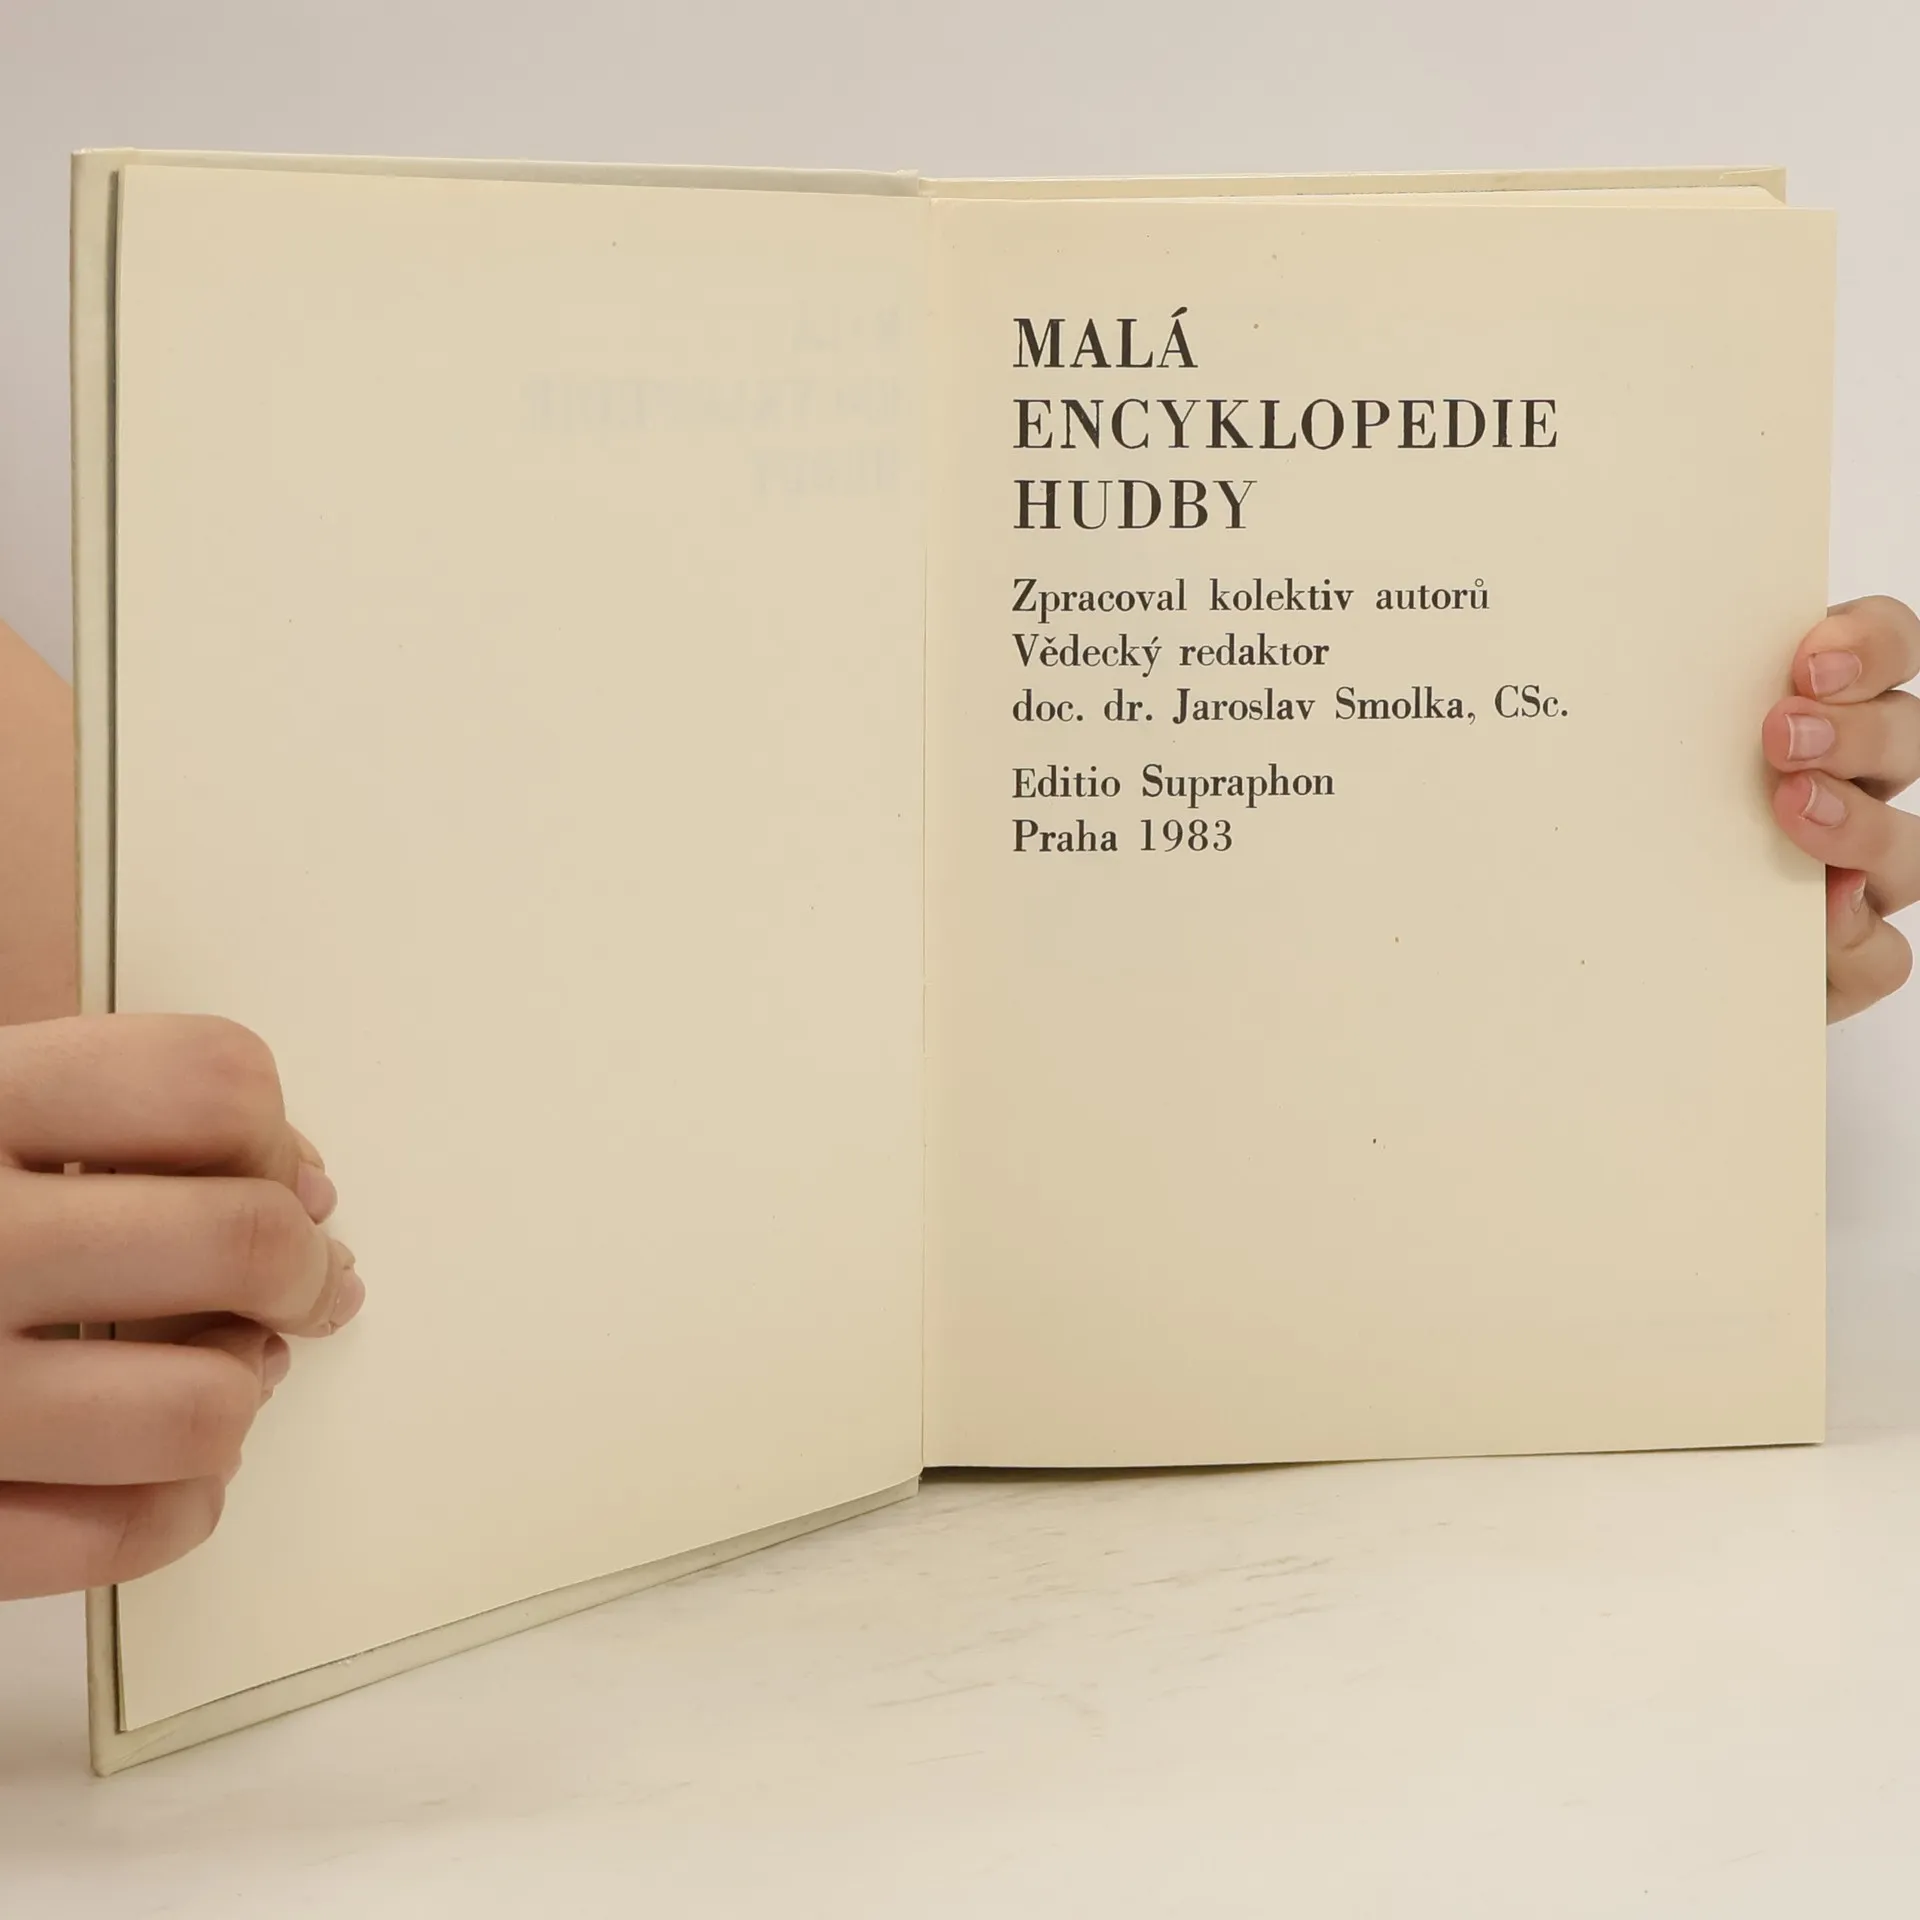 MALÁ
ENCYKLOPEDIE
HUDBY
Zpracoval kolektiv autorů
Vědecký redaktor
doc. dr. Jaroslav Smolka, CSc.
Editio Supraphon
Praha 1983